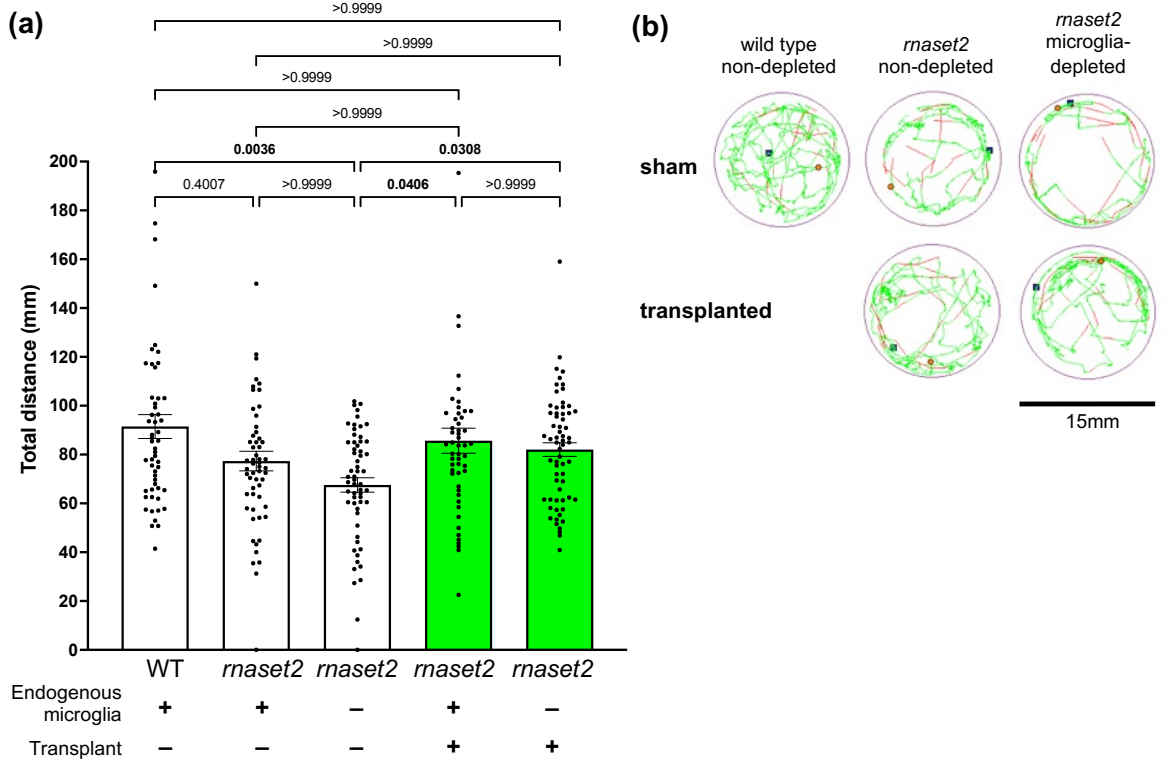 (a)
>0.9999
>0.9999
>0.9999
>0.9999
0.0036 0.0308
0.4007 >0.9999 0.0406 >0.9999
Total distance (mm)
200
180
160
140
120
100
80
60
40
20
0
WT rnaset2 rnaset2 rnaset2 rnaset2
Endogenous
microglia
+ + – + –
Transplant – – – + +
(b)
wild type
non-depleted
rnaset2
non-depleted
rnaset2
microglia-
depleted
sham
transplanted
15mm